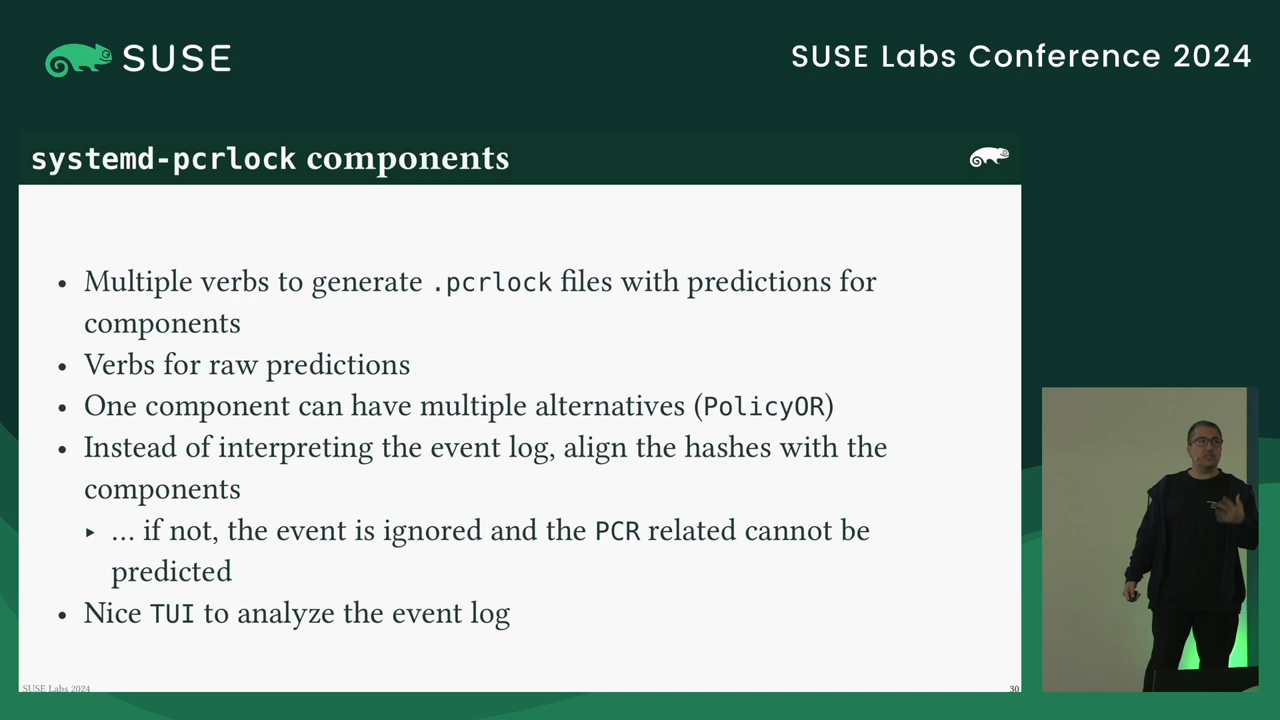 SUSE
SUSE Labs Conference 2024
systemd-pcrlock components
• Multiple verbs to generate .pcrlock files with predictions for
components
• Verbs for raw predictions
• One component can have multiple alternatives (PolicyOR)
• Instead of interpreting the event log, align the hashes with the
components
▸ … if not, the event is ignored and the PCR related cannot be
predicted
• Nice TUI to analyze the event log
SUSE Labs 2024
30